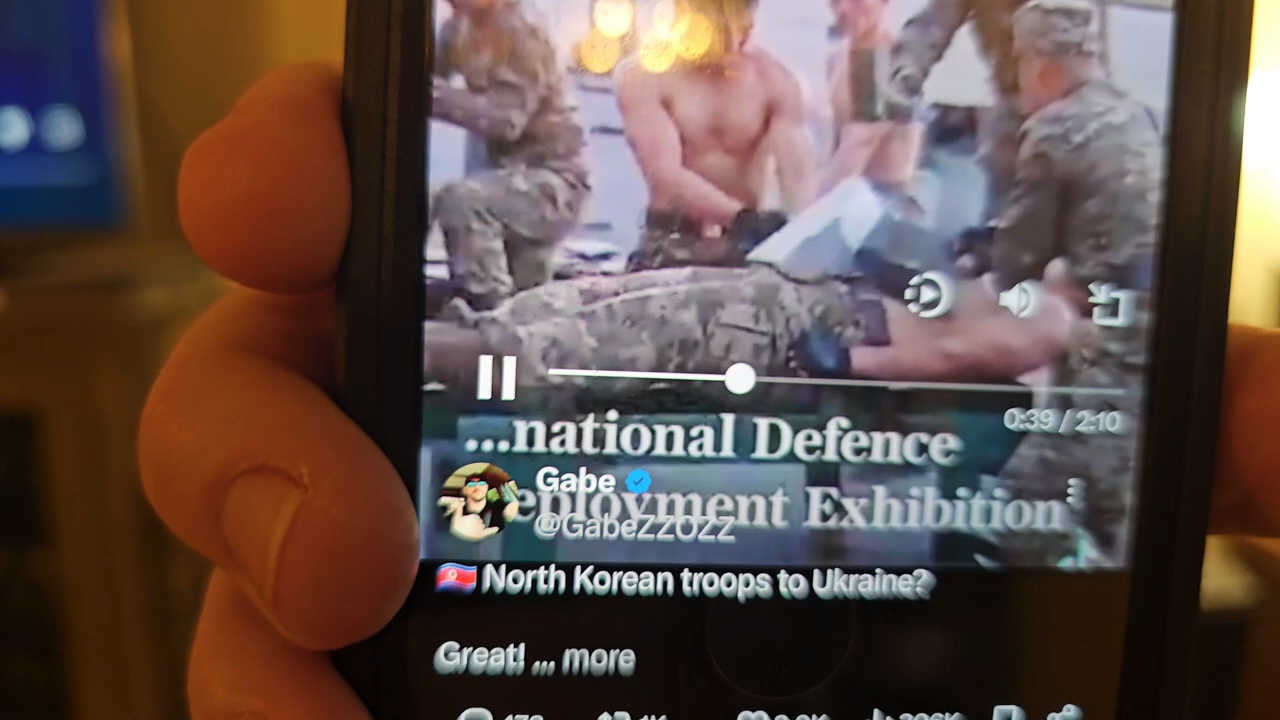 0:39 / 2:10
...national Defence
Gabe
eployment Exhibition
@GabeZZOZZ
🇰🇵 North Korean troops to Ukraine?
Great! ... more